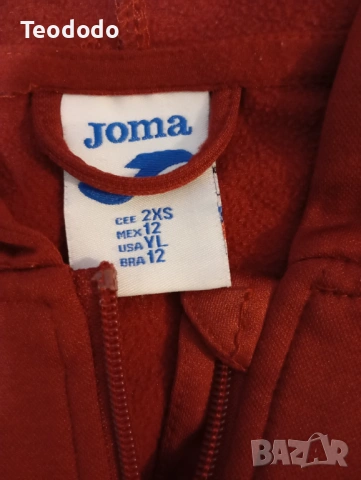 Teododo
Joma
CEE 2XS
MEX 12
USA YL
BRA 12
BAZAR